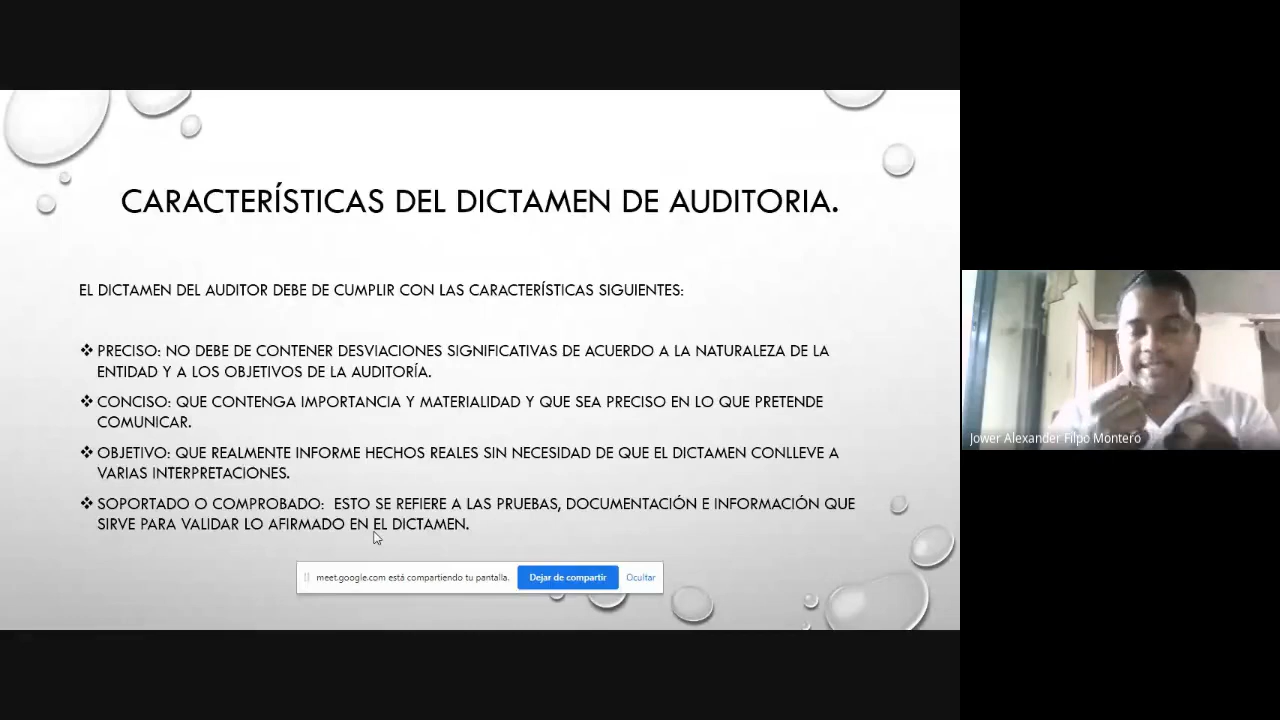 CARACTERÍSTICAS DEL DICTAMEN DE AUDITORIA.
EL DICTAMEN DEL AUDITOR DEBE DE CUMPLIR CON LAS CARACTERÍSTICAS SIGUIENTES:
❖ PRECISO: NO DEBE DE CONTENER DESVIACIONES SIGNIFICATIVAS DE ACUERDO A LA NATURALEZA DE LA
ENTIDAD Y A LOS OBJETIVOS DE LA AUDITORÍA.
❖ CONCISO: QUE CONTENGA IMPORTANCIA Y MATERIALIDAD Y QUE SEA PRECISO EN LO QUE PRETENDE
COMUNICAR.
❖ OBJETIVO: QUE REALMENTE INFORME HECHOS REALES SIN NECESIDAD DE QUE EL DICTAMEN CONLLEVE A
VARIAS INTERPRETACIONES.
❖ SOPORTADO O COMPROBADO: ESTO SE REFIERE A LAS PRUEBAS, DOCUMENTACIÓN E INFORMACIÓN QUE
SIRVE PARA VALIDAR LO AFIRMADO EN EL DICTAMEN.
meet.google.com está compartiendo tu pantalla. Dejar de compartir Ocultar
Jower Alexander Filpo Montero